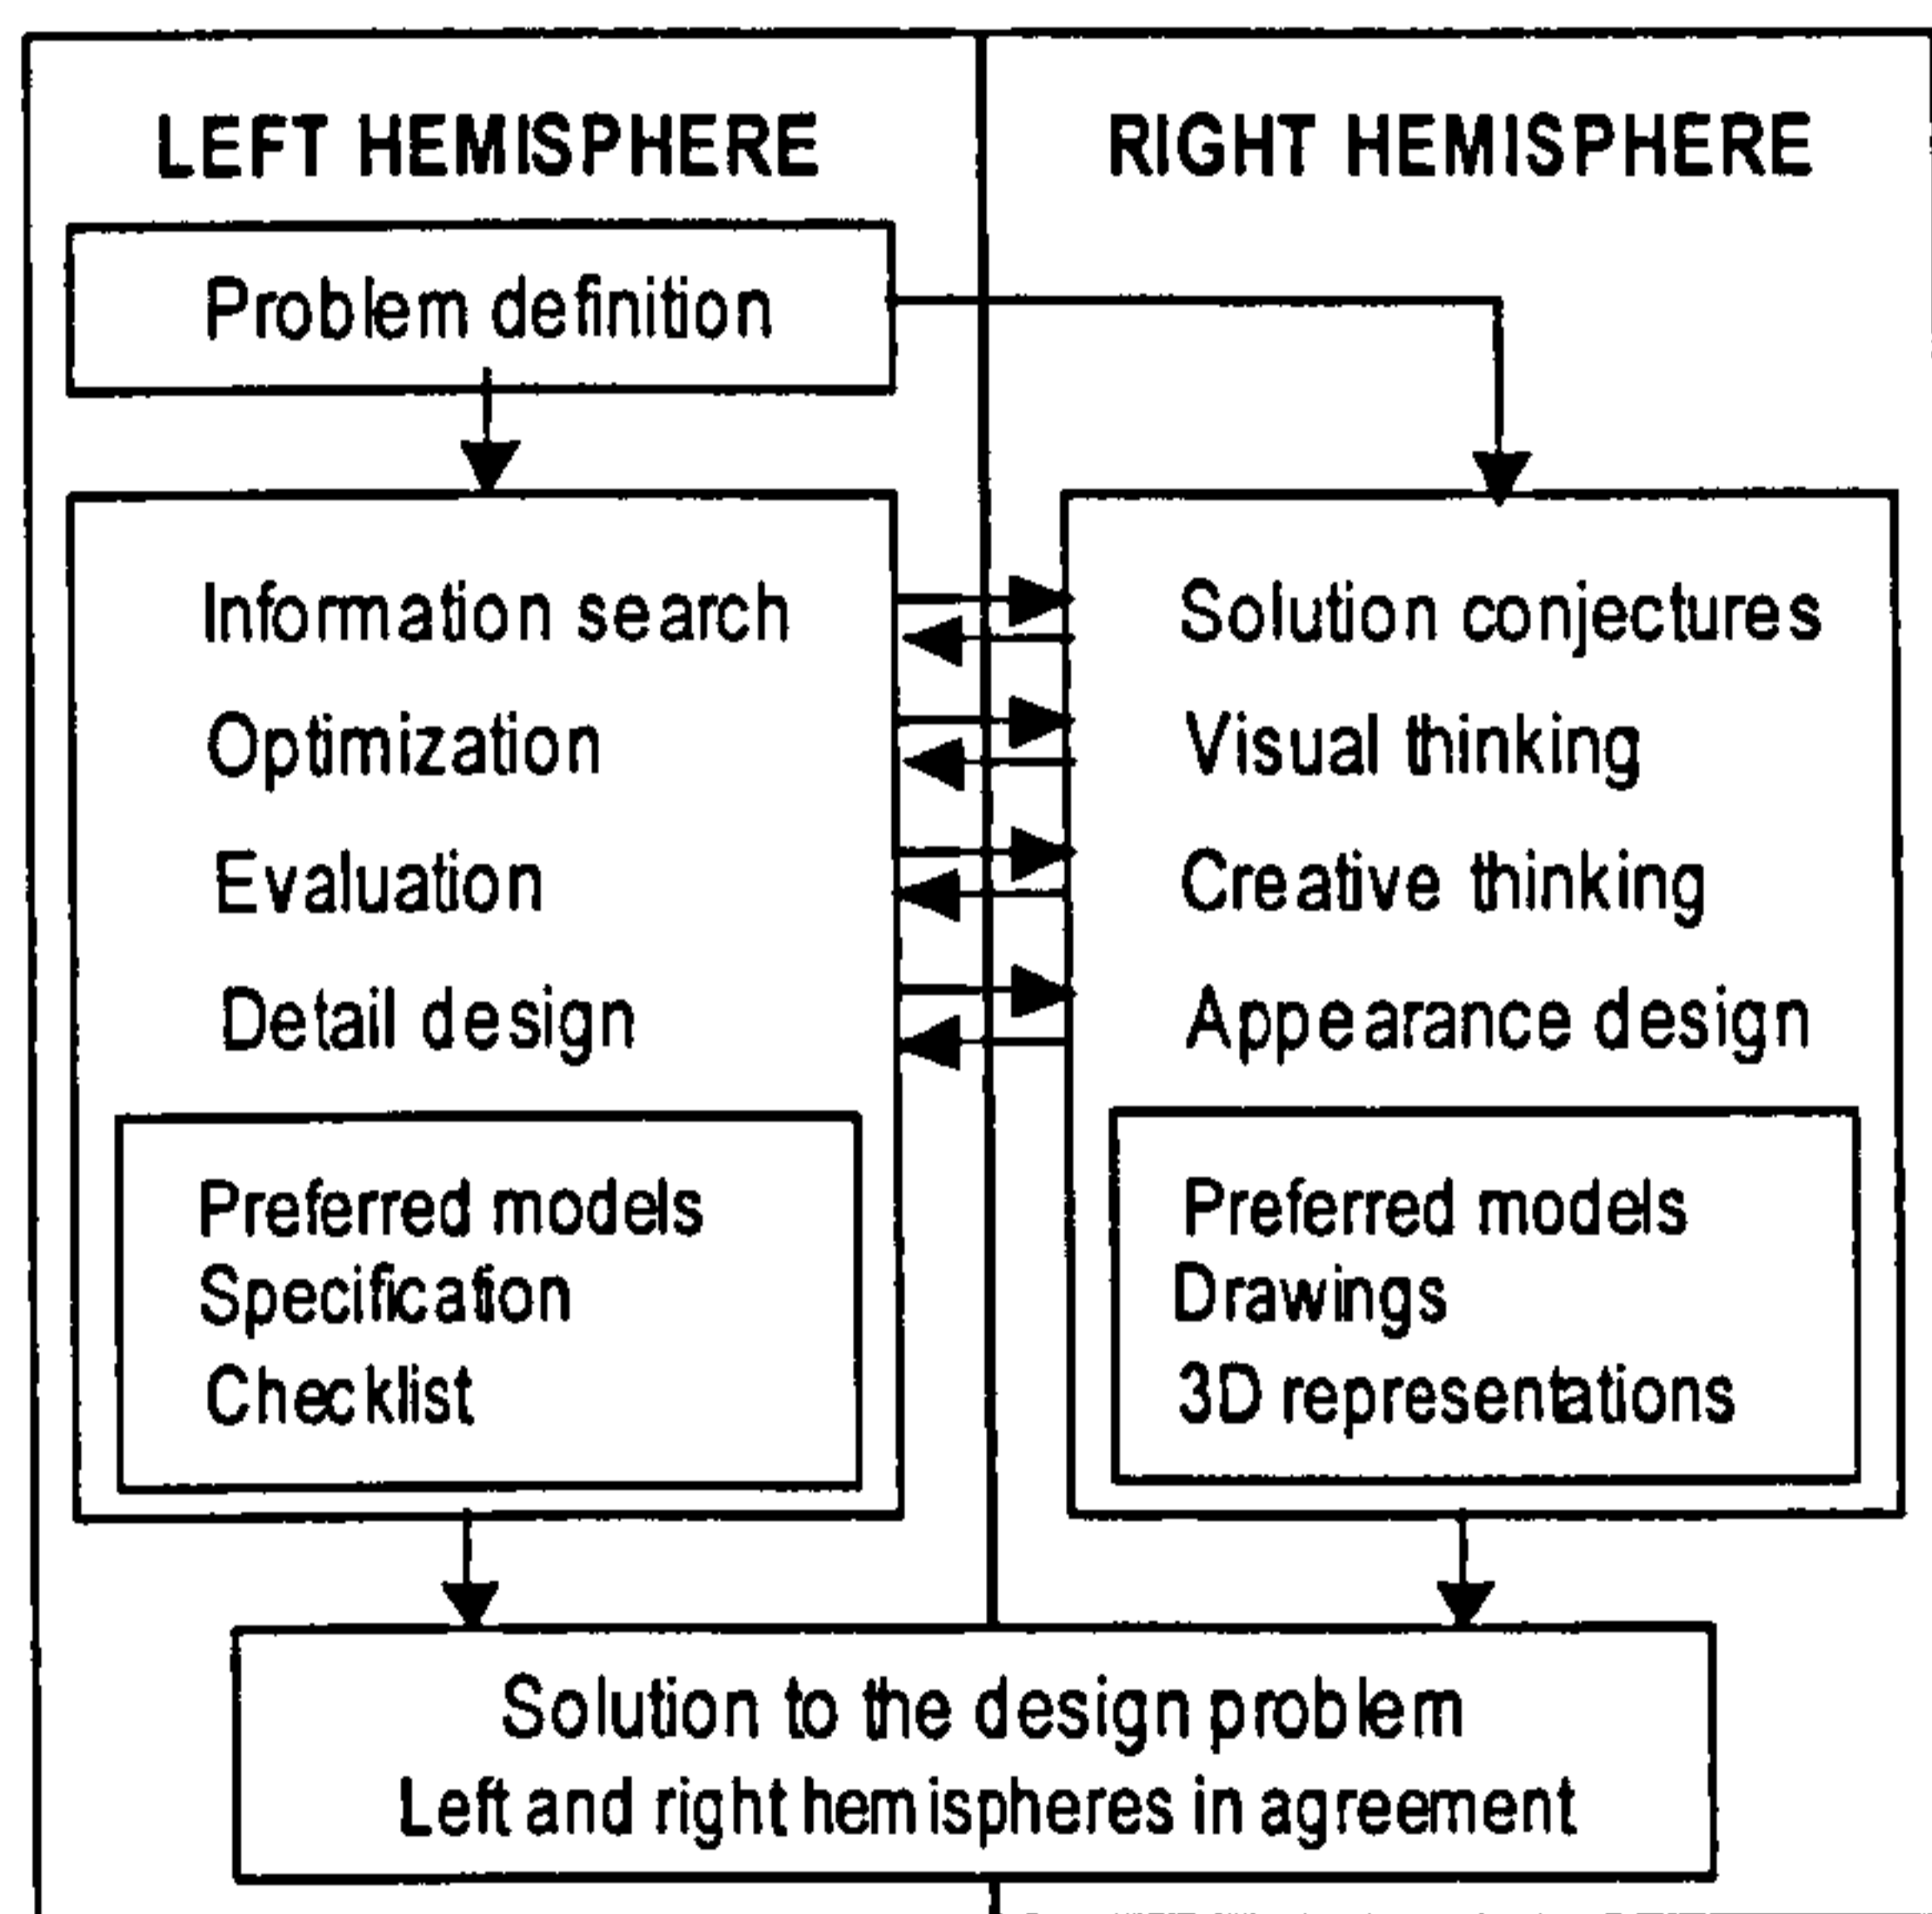 LEFT HEMISPHERE
RIGHT HEMISPHERE
Problem definition
Information search
Optimization
Evaluation
Detail design
Preferred models
Specification
Checklist
Solution conjectures
Visual thinking
Creative thinking
Appearance design
Preferred models
Drawings
3D representations
Solution to the design problem
Left and right hemispheres in agreement